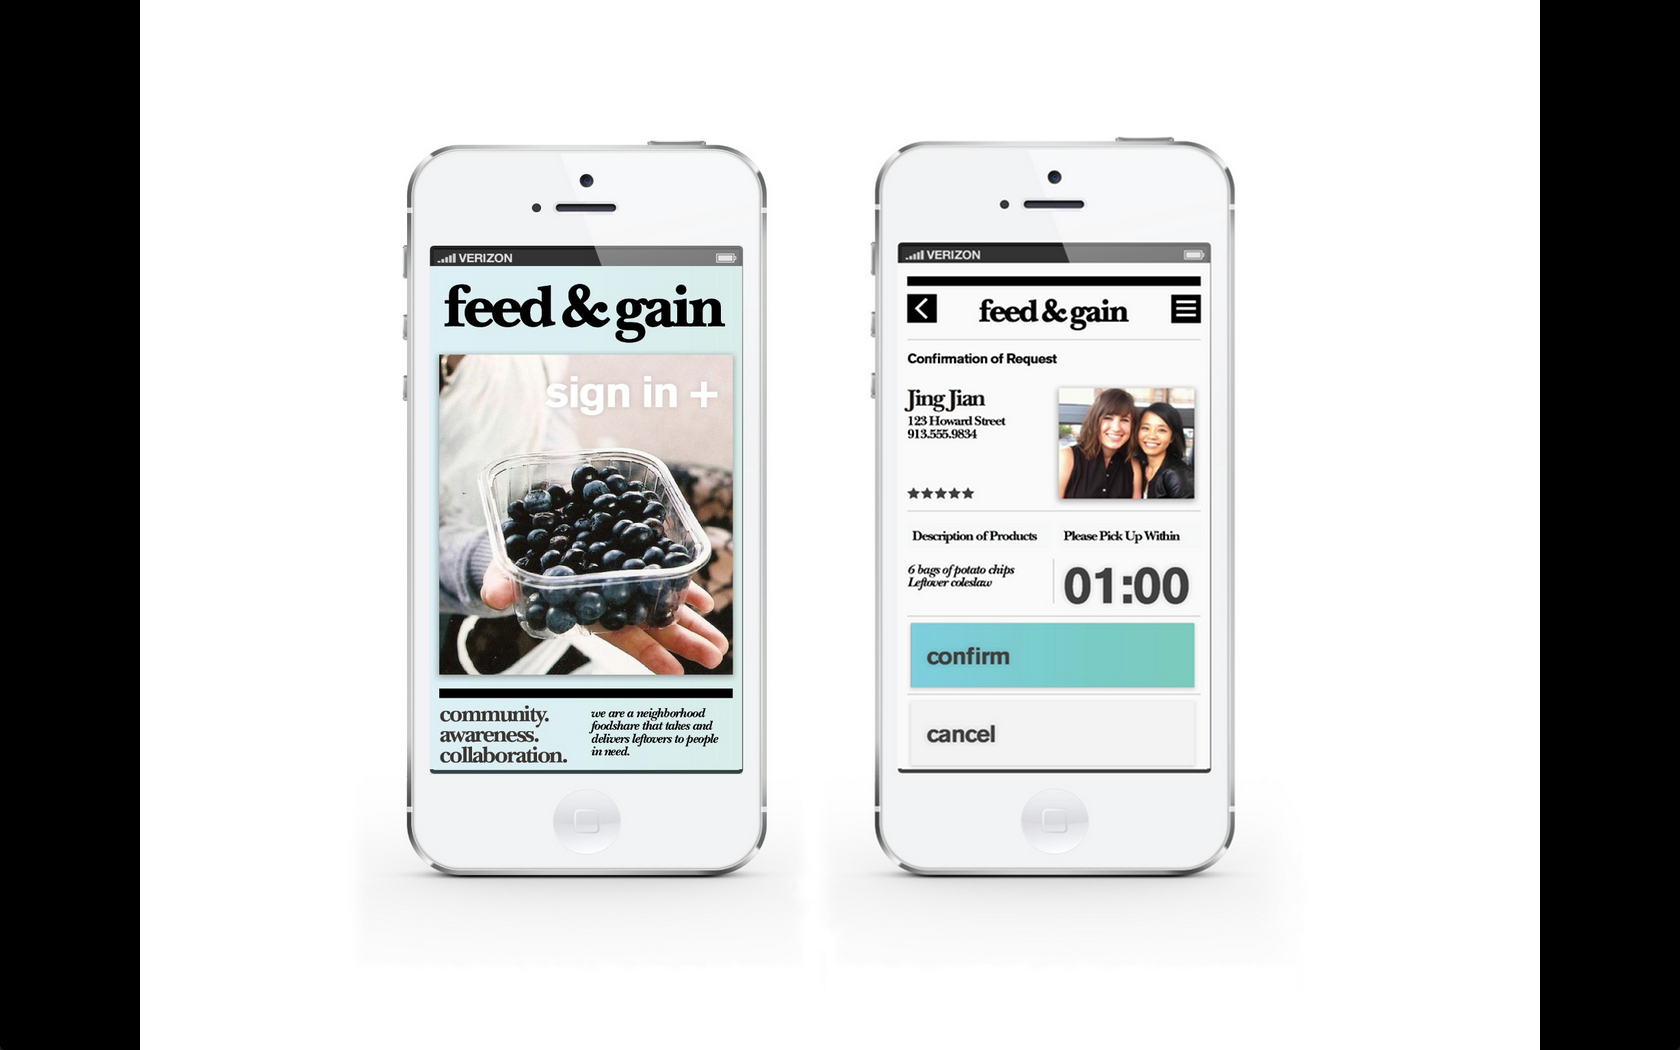 VERIZON
feed & gain
sign in +
community.
awareness.
collaboration.
we are a neighborhood
foodshare that takes and
delivers leftovers to people
in need.
VERIZON
feed & gain
Confirmation of Request
Jing Jian
123 Howard Street
913.555.9834
Description of Products
Please Pick Up Within
6 bags of potato chips
Leftover coleslaw
01:00
confirm
cancel